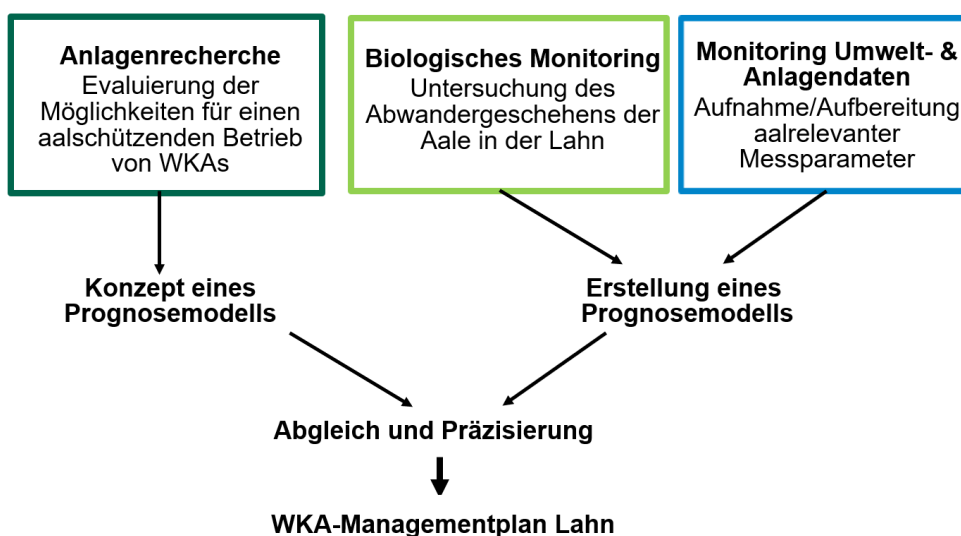 Anlagenrecherche
Evaluierung der
Möglichkeiten für einen
aalschützenden Betrieb
von WKAs
Biologisches Monitoring
Untersuchung des
Abwandergeschehens der
Aale in der Lahn
Monitoring Umwelt- &
Anlagendaten
Aufnahme/Aufbereitung
aalrelevanter
Messparameter
Konzept eines
Prognosemodells
Erstellung eines
Prognosemodells
Abgleich und Präzisierung
WKA-Managementplan Lahn